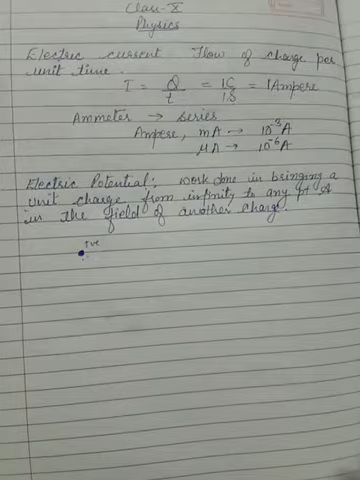 Class-X
Physics
Electric current Flow of charge per
unit time.
I = Q/t = 1C/1S = 1 Ampere
Ammeter → series
Ampere, mA → 10⁻³A
μA → 10⁻⁶A
Electric Potential: work done in bringing a
unit charge from infinity to any pt A
in the field of another charge.
+ve